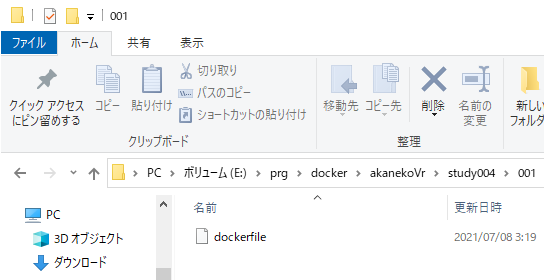 001
ファイル ホーム 共有 表示
クイック アクセス
にピン留めする
コピー
貼り付け
切り取り
パスのコピー
ショートカットの貼り付け
クリップボード
移動先
コピー先
削除
名前の
変更
整理
新しい
フォルダ
PC ボリューム (E:) prg docker akanekoVr study004 001
PC
3D オブジェクト
ダウンロード
名前 更新日時
dockerfile 2021/07/08 3:19